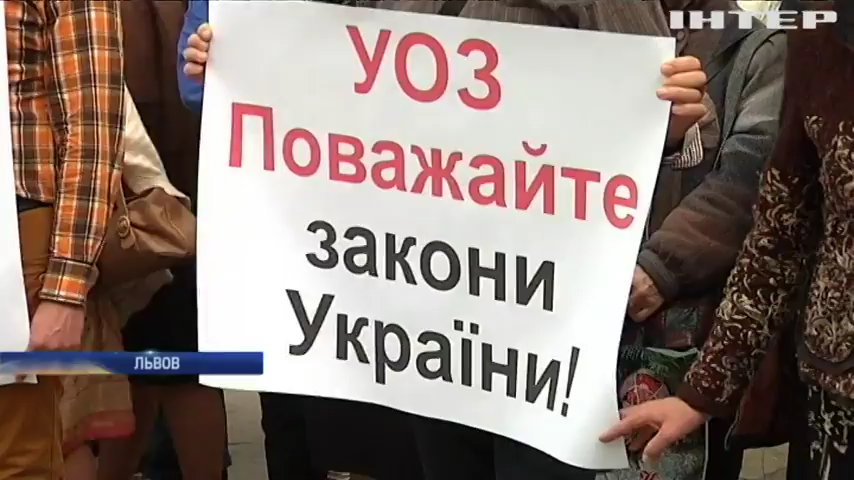 ІНТЕР
УОЗ
Поважайте
закони
України!
ЛЬВОВ